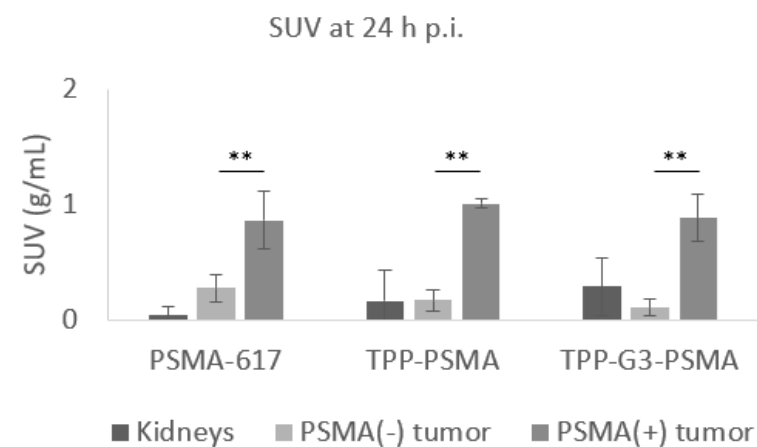 SUV at 24 h p.i.
SUV (g/mL)
2
1
0
** ** **
PSMA-617 TPP-PSMA TPP-G3-PSMA
Kidneys PSMA(-) tumor PSMA(+) tumor